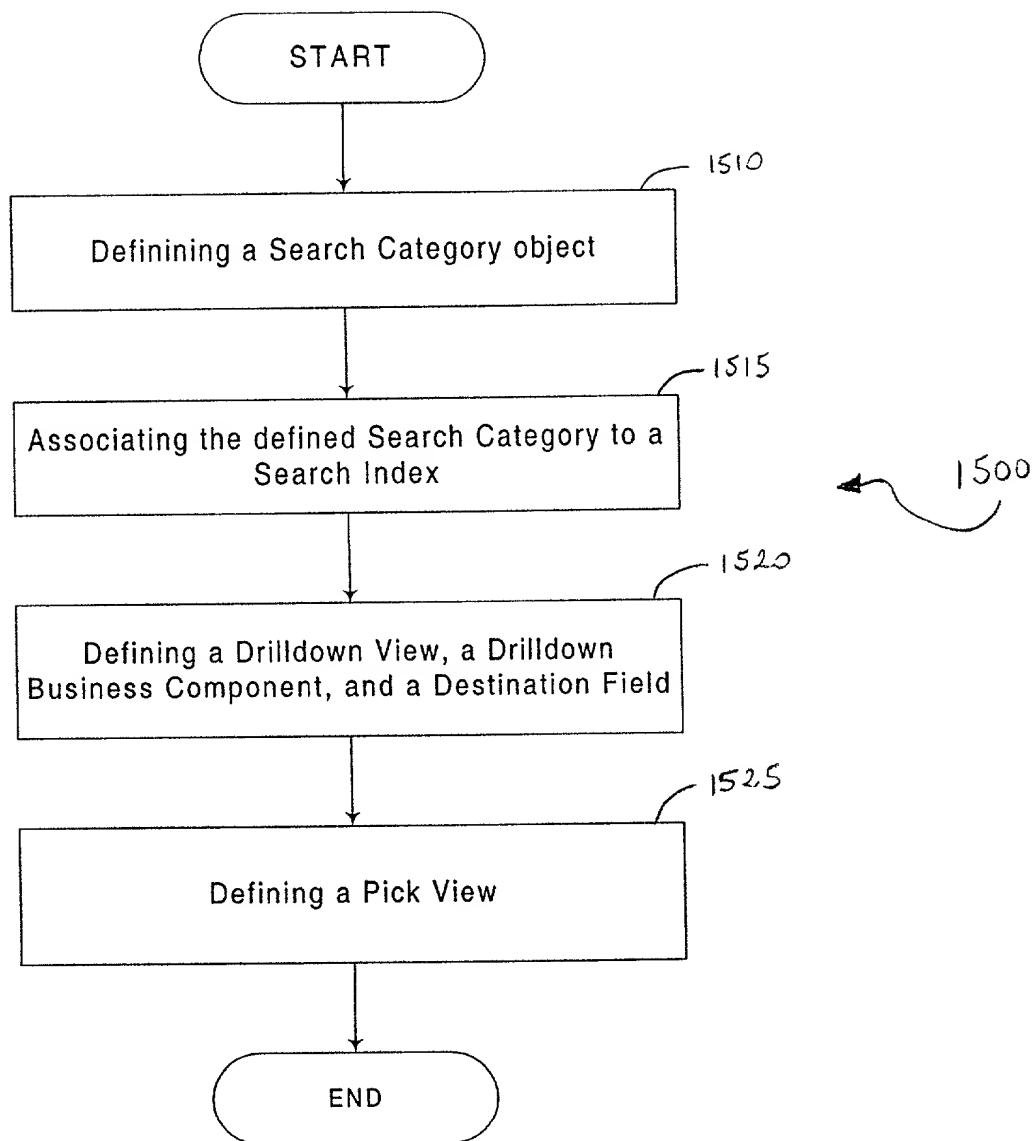 START
1510
Definining a Search Category object
1515
Associating the defined Search Category to a
Search Index
1500
1520
Defining a Drilldown View, a Drilldown
Business Component, and a Destination Field
1525
Defining a Pick View
END